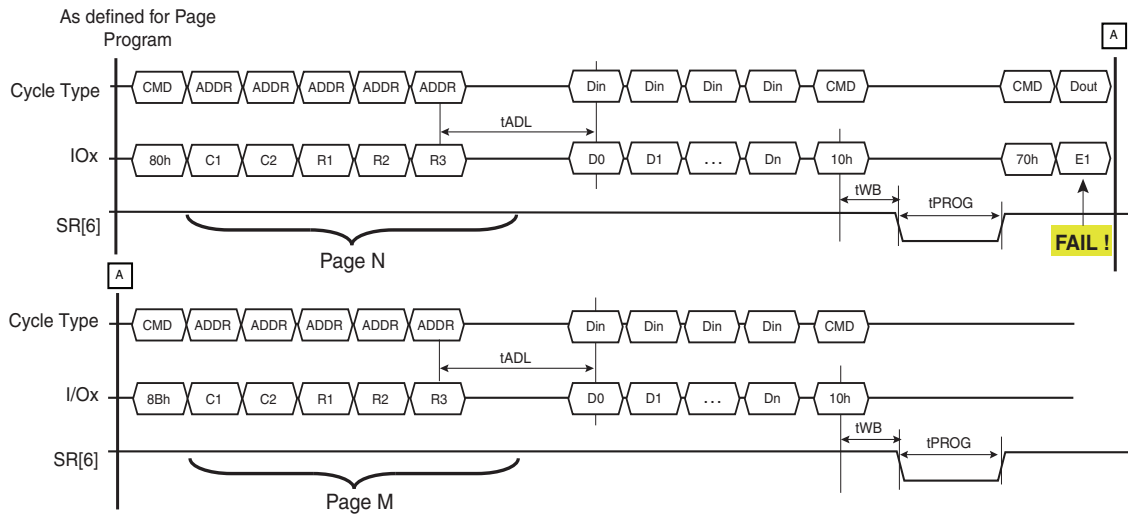 As defined for Page
Program
A
Cycle Type CMD ADDR ADDR ADDR ADDR ADDR Din Din Din Din CMD CMD Dout
tADL
IOx 80h C1 C2 R1 R2 R3 D0 D1 ... Dn 10h 70h E1
tWB tPROG
SR[6]
FAIL !
Page N
A
Cycle Type CMD ADDR ADDR ADDR ADDR ADDR Din Din Din Din CMD
tADL
I/Ox 8Bh C1 C2 R1 R2 R3 D0 D1 ... Dn 10h
tWB tPROG
SR[6]
Page M